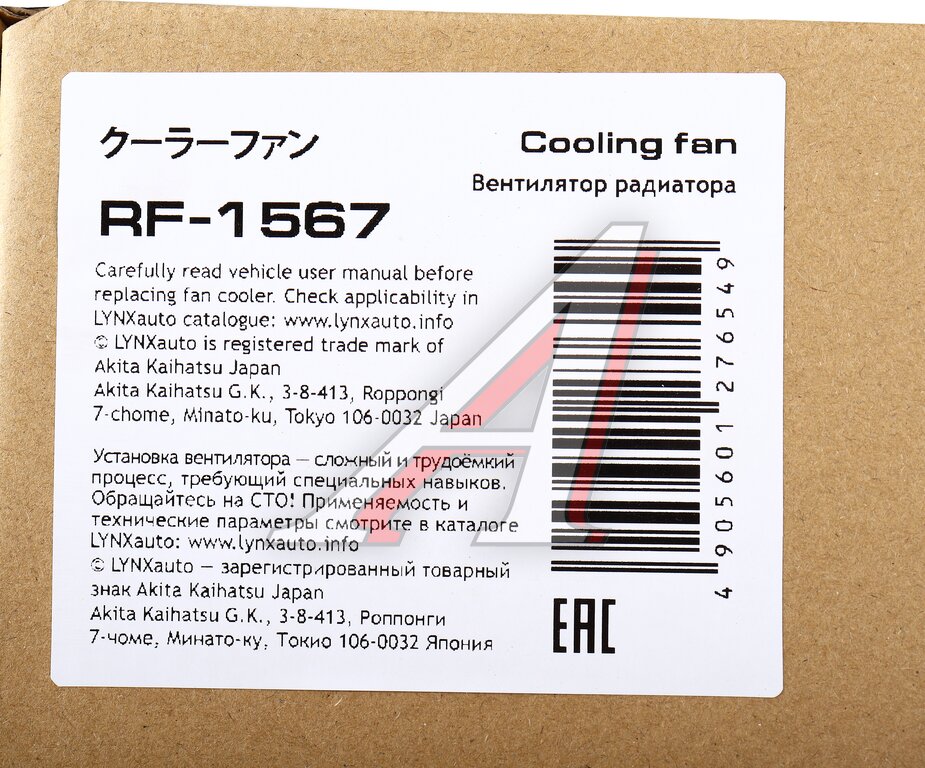 クーラーファン
Cooling fan
Вентилятор радиатора
RF-1567
Carefully read vehicle user manual before
replacing fan cooler. Check applicability in
LYNXauto catalogue: www.lynxauto.info
© LYNXauto is registered trade mark of
Akita Kaihatsu Japan
Akita Kaihatsu G.K., 3-8-413, Roppongi
7-chome, Minato-ku, Tokyo 106-0032 Japan
Установка вентилятора – сложный и трудоёмкий
процесс, требующий специальных навыков.
Обращайтесь на СТО! Применяемость и
технические параметры смотрите в каталоге
LYNXauto: www.lynxauto.info
© LYNXauto – зарегистрированный товарный
знак Akita Kaihatsu Japan
Akita Kaihatsu G.K., 3-8-413, Роппонги
7-чоме, Минато-ку, Токио 106-0032 Япония
4 905601 276549
EAC